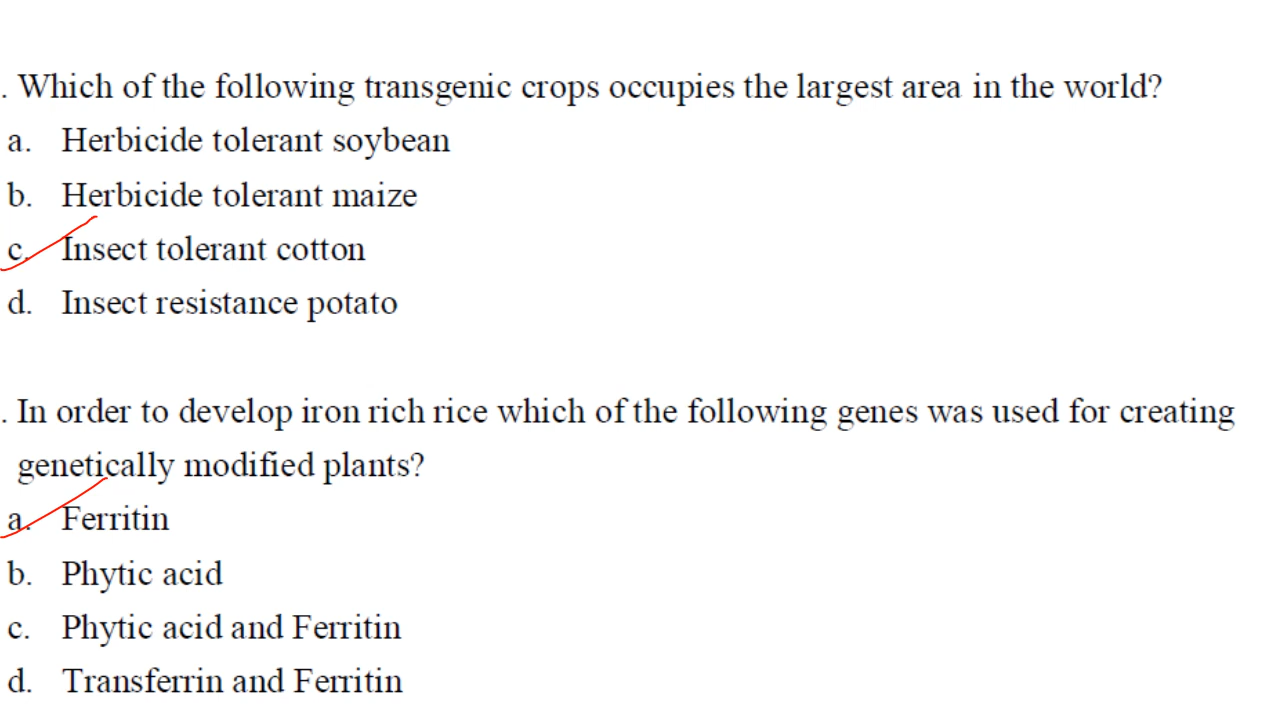 . Which of the following transgenic crops occupies the largest area in the world?
a. Herbicide tolerant soybean
b. Herbicide tolerant maize
c. Insect tolerant cotton
d. Insect resistance potato
. In order to develop iron rich rice which of the following genes was used for creating
genetically modified plants?
a. Ferritin
b. Phytic acid
c. Phytic acid and Ferritin
d. Transferrin and Ferritin